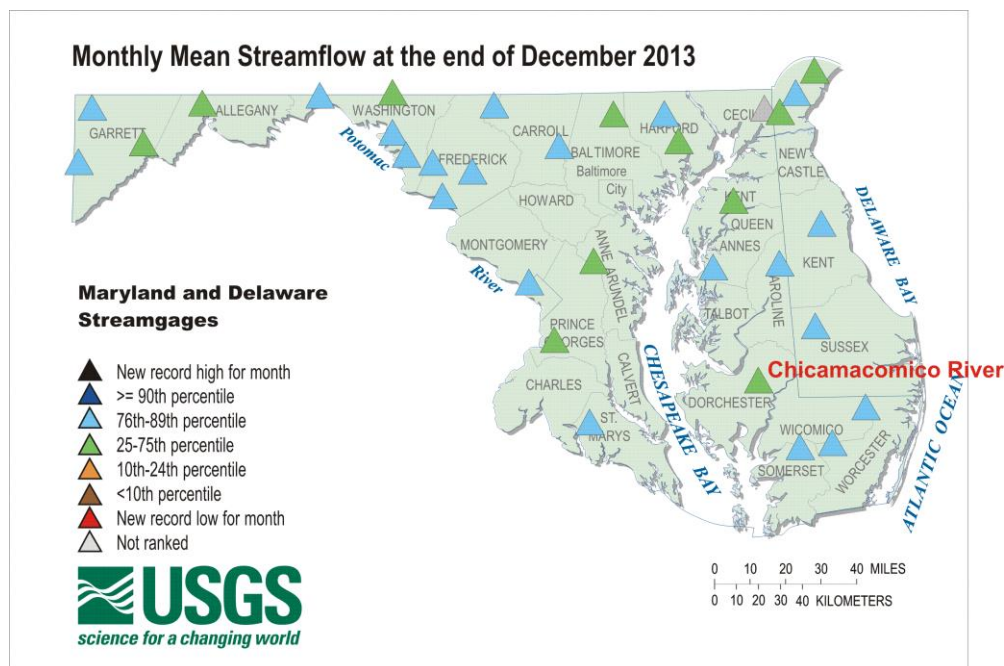 Monthly Mean Streamflow at the end of December 2013
GARRETT
ALLEGANY
WASHINGTON
FREDERICK
CARROLL
BALTIMORE
Baltimore
City
HARFORD
CECIL
NEW
CASTLE
HOWARD
MONTGOMERY
Potomac
River
ANNE ARUNDEL
PRINCE
GEORGES
CHARLES
CALVERT
ST.
MARYS
KENT
QUEEN
ANNES
TALBOT
CAROLINE
KENT
SUSSEX
DORCHESTER
WICOMICO
SOMERSET
WORCESTER
CHESAPEAKE BAY
DELAWARE BAY
ATLANTIC OCEAN
Chicamacomico River
Maryland and Delaware
Streamgages
New record high for month
>= 90th percentile
76th-89th percentile
25-75th percentile
10th-24th percentile
<10th percentile
New record low for month
Not ranked
0 10 20 30 40 MILES
0 10 20 30 40 KILOMETERS
USGS
science for a changing world